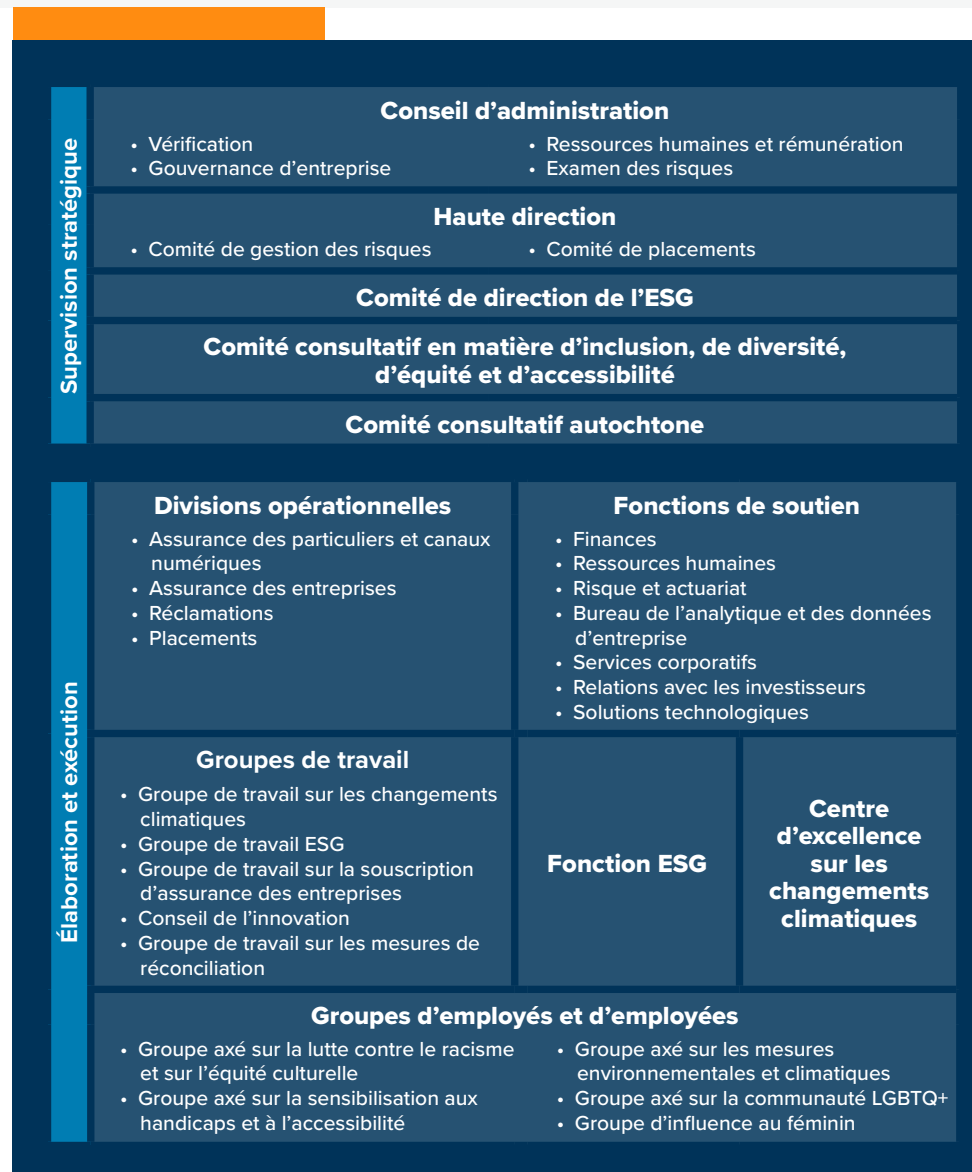 Supervision stratégique
Conseil d’administration
• Vérification
• Gouvernance d’entreprise
• Ressources humaines et rémunération
• Examen des risques
Haute direction
• Comité de gestion des risques
• Comité de placements
Comité de direction de l’ESG
Comité consultatif en matière d’inclusion, de diversité,
d’équité et d’accessibilité
Comité consultatif autochtone
Élaboration et exécution
Divisions opérationnelles
• Assurance des particuliers et canaux
numériques
• Assurance des entreprises
• Réclamations
• Placements
Fonctions de soutien
• Finances
• Ressources humaines
• Risque et actuariat
• Bureau de l’analytique et des données
d’entreprise
• Services corporatifs
• Relations avec les investisseurs
• Solutions technologiques
Groupes de travail
• Groupe de travail sur les changements
climatiques
• Groupe de travail ESG
• Groupe de travail sur la souscription
d’assurance des entreprises
• Conseil de l’innovation
• Groupe de travail sur les mesures de
réconciliation
Fonction ESG
Centre
d’excellence
sur les
changements
climatiques
Groupes d’employés et d’employées
• Groupe axé sur la lutte contre le racisme
et sur l’équité culturelle
• Groupe axé sur la sensibilisation aux
handicaps et à l’accessibilité
• Groupe axé sur les mesures
environnementales et climatiques
• Groupe axé sur la communauté LGBTQ+
• Groupe d’influence au féminin